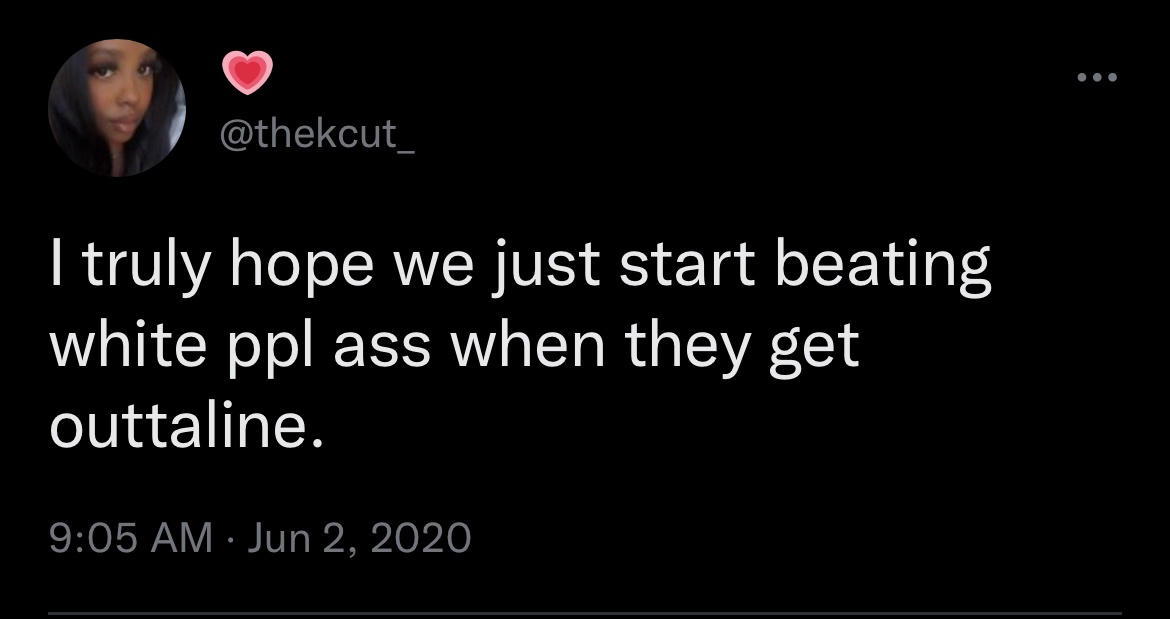 @thekcut_
I truly hope we just start beating
white ppl ass when they get
outtaline.
9:05 AM · Jun 2, 2020